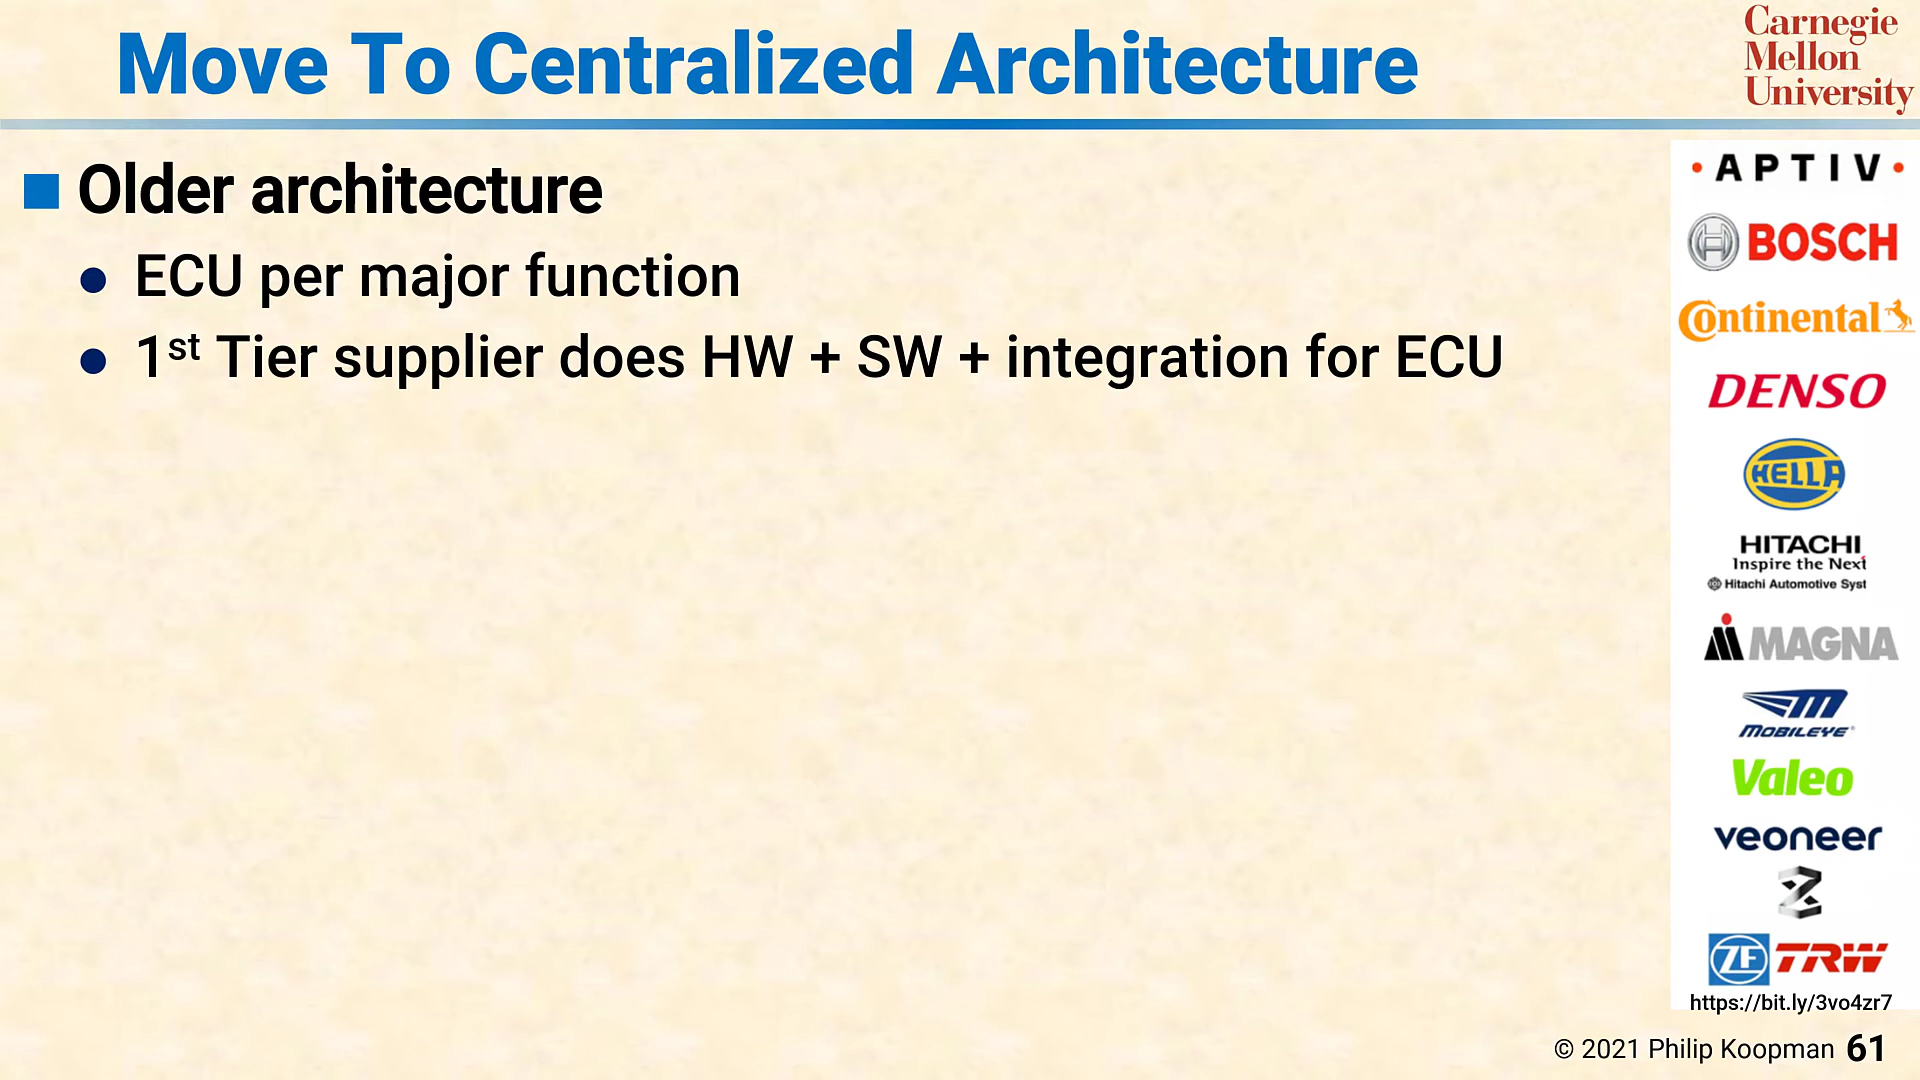 Move To Centralized Architecture
Carnegie
Mellon
University
Older architecture
ECU per major function
1st Tier supplier does HW + SW + integration for ECU
• APTIV •
BOSCH
Continental
DENSO
HELLA
HITACHI
Inspire the Next
Hitachi Automotive Syst
MAGNA
MOBILEYE
Valeo
veoneer
ZF TRW
https://bit.ly/3vo4zr7
© 2021 Philip Koopman 61